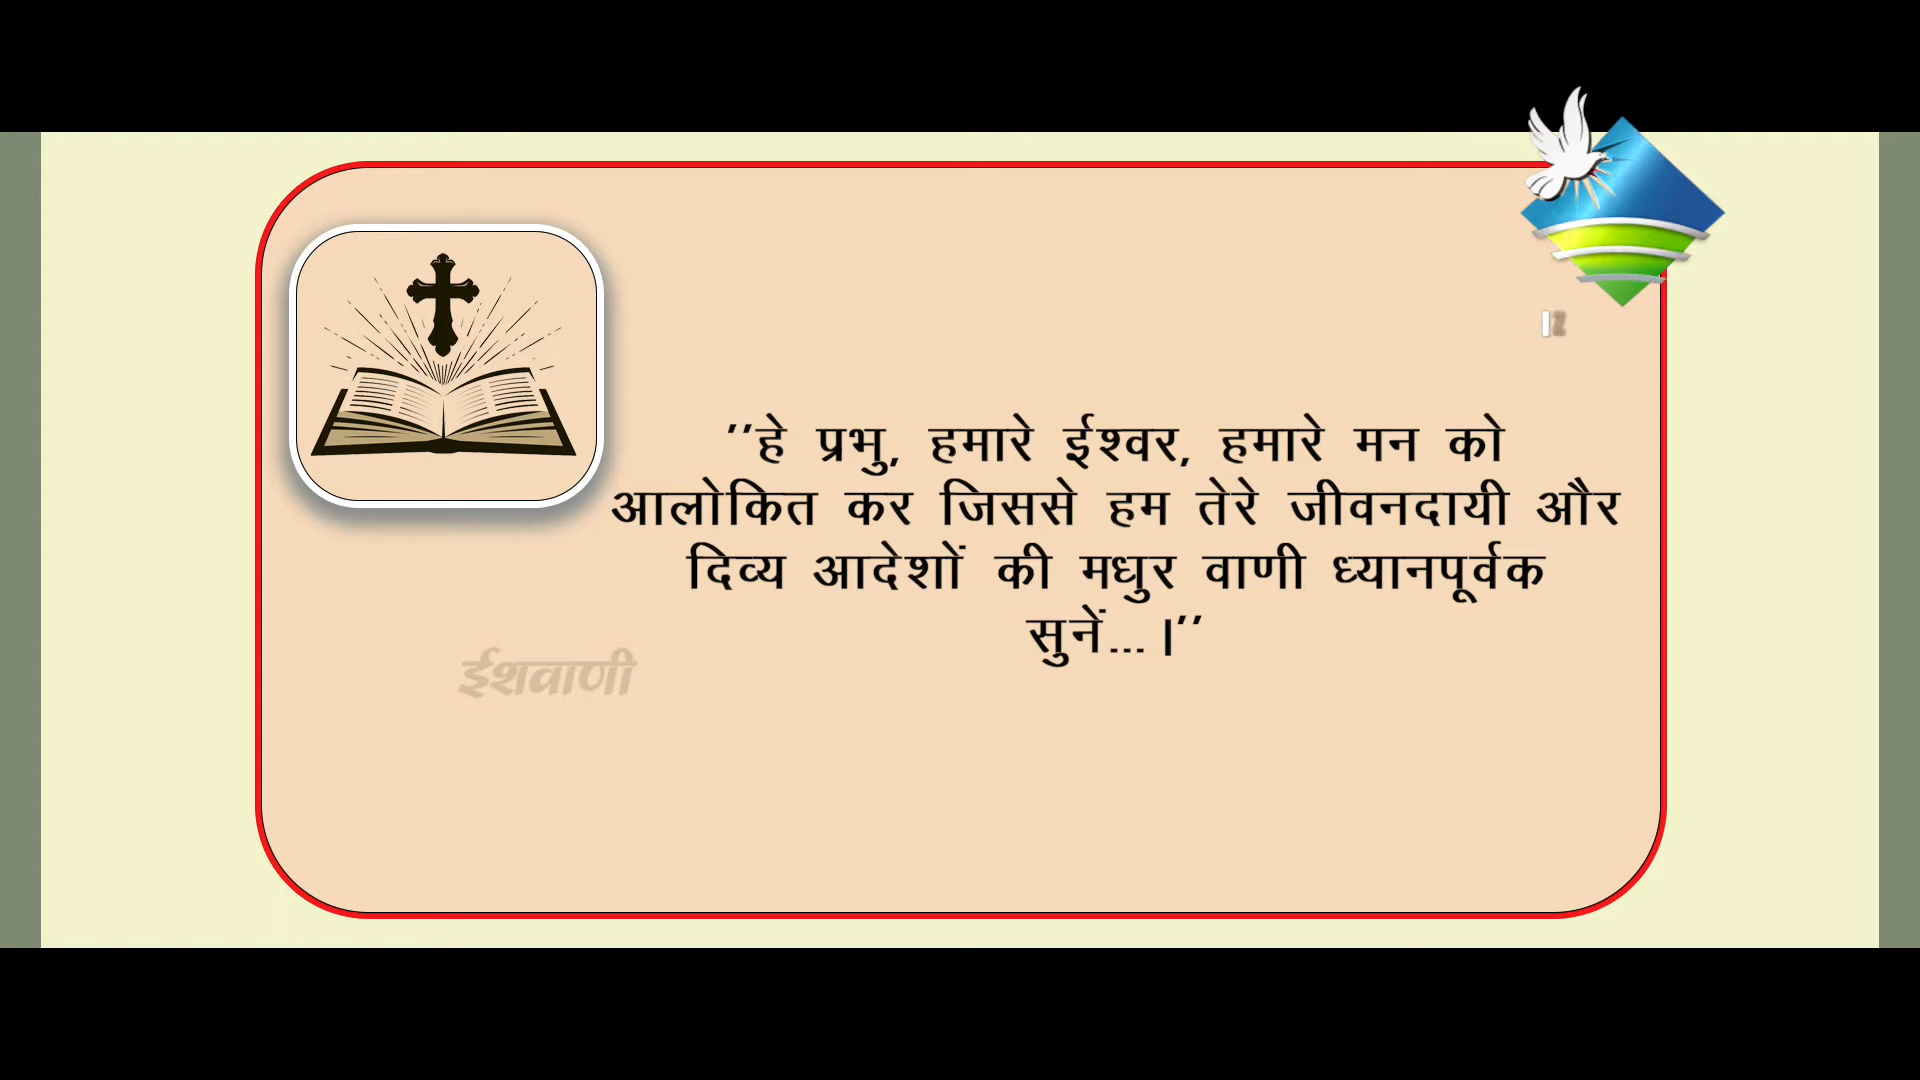 ’’हे प्रभु, हमारे ईश्वर, हमारे मन को
आलोकित कर जिससे हम तेरे जीवनदायी और
दिव्य आदेशों की मधुर वाणी ध्यानपूर्वक
सुनें... |’’
ईशवाणी